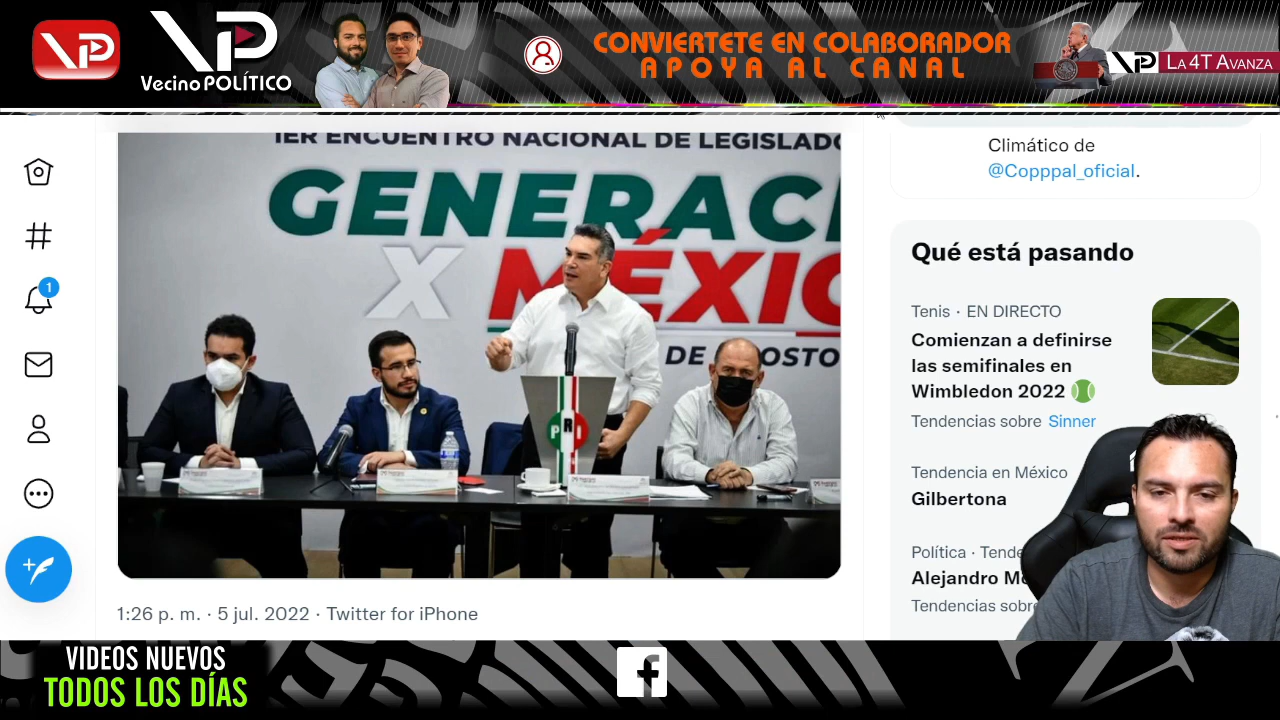 VP
VP
Vecino POLÍTICO
CONVIERTETE EN COLABORADOR
APOYA AL CANAL
VP LA 4T AVANZA
1ER ENCUENTRO NACIONAL DE LEGISLADO
GENERACI
X MÉXICO
DE AGOSTO
PRI
1:26 p. m. · 5 jul. 2022 · Twitter for iPhone
1
Climático de
@Copppal_oficial.
Qué está pasando
Tenis · EN DIRECTO
Comienzan a definirse
las semifinales en
Wimbledon 2022
Tendencias sobre Sinner
Tendencia en México
Gilbertona
Política · Tende
Alejandro Mo
Tendencias sobre
VIDEOS NUEVOS
TODOS LOS DÍAS
f